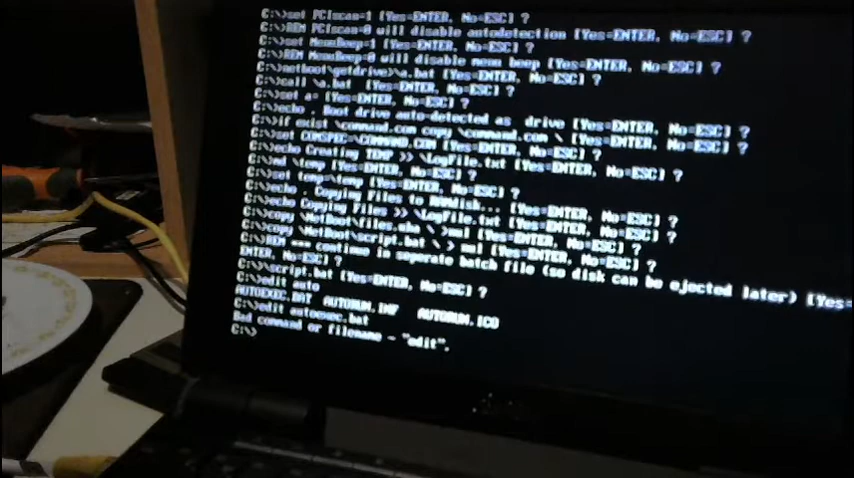 C:\>set PCIscan=1 [Yes=ENTER, No=ESC] ?
C:\>REM PCIscan=0 will disable autodetection [Yes=ENTER, No=ESC] ?
C:\>set MenuBeep=1 [Yes=ENTER, No=ESC] ?
C:\>REM MenuBeep=0 will disable menu beep [Yes=ENTER, No=ESC] ?
C:\>netboot\getdrive>\a.bat [Yes=ENTER, No=ESC] ?
C:\>call \a.bat [Yes=ENTER, No=ESC] ?
C:\>set a= [Yes=ENTER, No=ESC] ?
C:\>echo . Boot drive auto-detected as  drive [Yes=ENTER, No=ESC] ?
C:\>if exist \command.com copy \command.com \ [Yes=ENTER, No=ESC] ?
C:\>set COMSPEC=\COMMAND.COM [Yes=ENTER, No=ESC] ?
C:\>echo Creating TEMP >> \LogFile.txt [Yes=ENTER, No=ESC] ?
C:\>md \temp [Yes=ENTER, No=ESC] ?
C:\>set temp=\temp [Yes=ENTER, No=ESC] ?
C:\>echo . Copying Files to RAMdisk... [Yes=ENTER, No=ESC] ?
C:\>echo Copying Files >> \LogFile.txt [Yes=ENTER, No=ESC] ?
C:\>copy \NetBoot\files \ >nul [Yes=ENTER, No=ESC] ?
C:\>copy \NetBoot\script.bat \ > nul [Yes=ENTER, No=ESC] ?
C:\>REM === continue in seperate batch file (so disk can be ejected later) [Yes=
ENTER, No=ESC] ?
C:\>\script.bat [Yes=ENTER, No=ESC] ?
C:\>edit auto
AUTOEXEC.BAT AUTORUN.INF AUTORUN.ICO
C:\>edit autoexec.bat
Bad command or filename - "edit".
C:\>